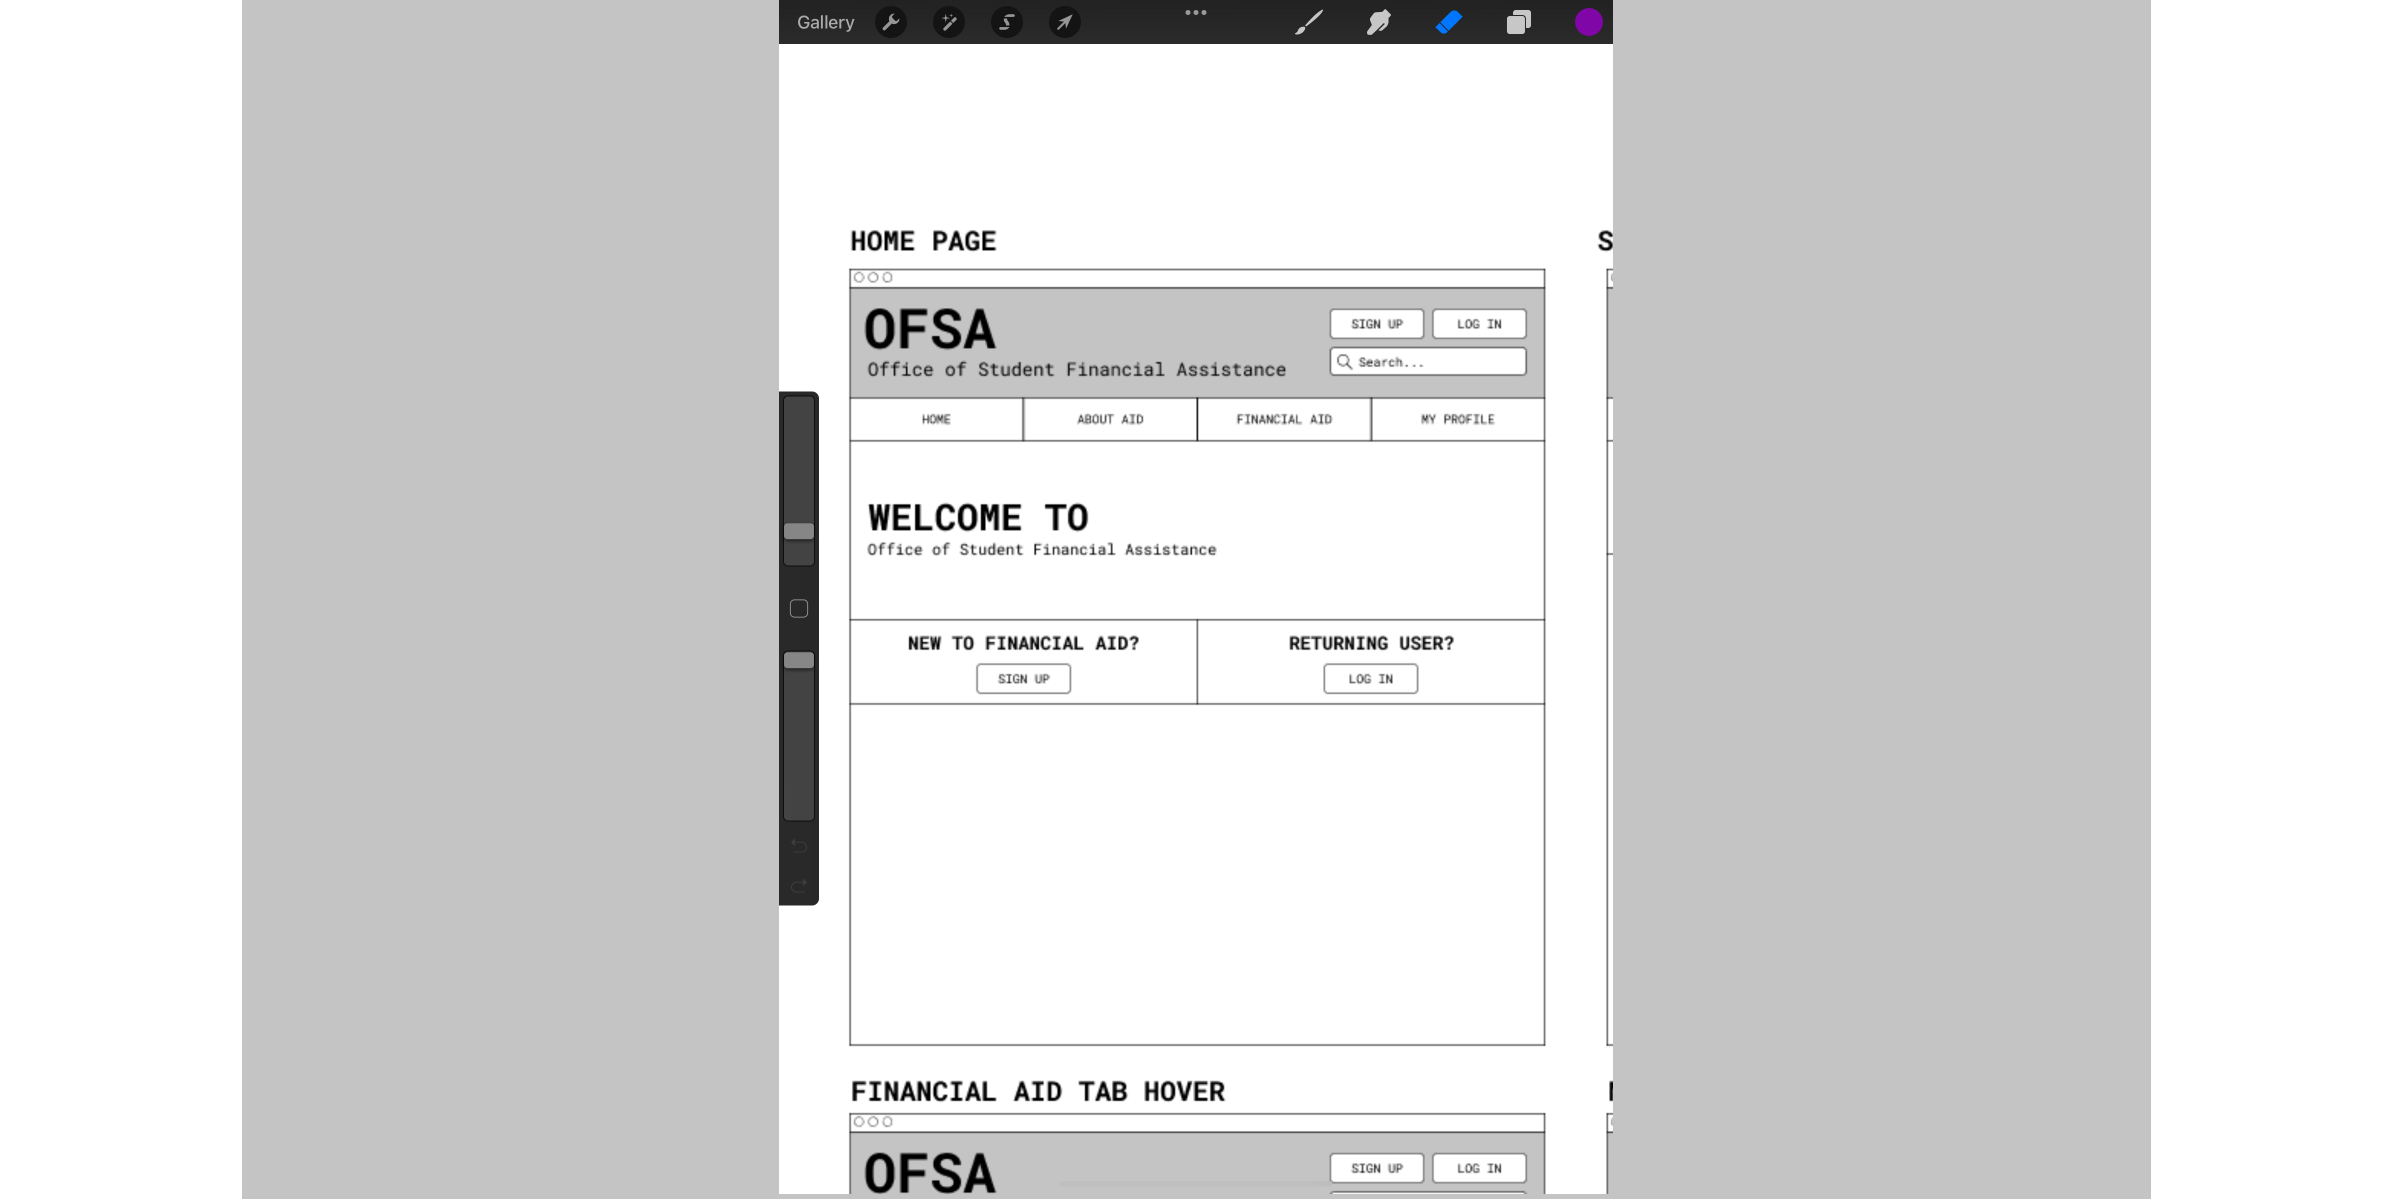 Gallery
HOME PAGE
S
OFSA
SIGN UP
LOG IN
Office of Student Financial Assistance
Search...
HOME
ABOUT AID
FINANCIAL AID
MY PROFILE
WELCOME TO
Office of Student Financial Assistance
NEW TO FINANCIAL AID?
SIGN UP
RETURNING USER?
LOG IN
FINANCIAL AID TAB HOVER
OFSA
SIGN UP
LOG IN